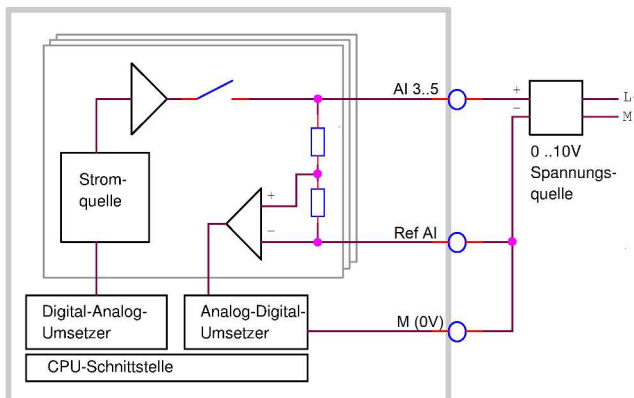 AI 3..5
+
L+
−
M
0 ..10V
Spannungs-
quelle
Strom-
quelle
+
−
Ref AI
Digital-Analog-
Umsetzer
Analog-Digital-
Umsetzer
M (0V)
CPU-Schnittstelle